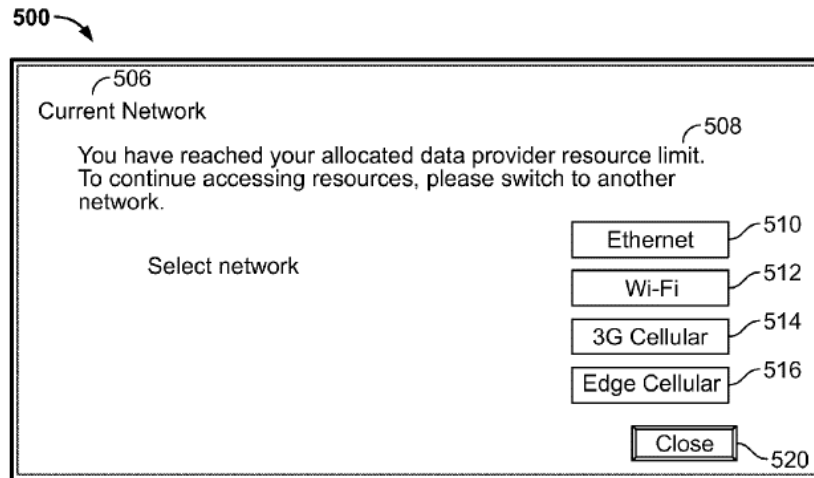 500
506
Current Network
508
You have reached your allocated data provider resource limit.
To continue accessing resources, please switch to another
network.
Select network
Ethernet 510
Wi-Fi 512
3G Cellular 514
Edge Cellular 516
Close 520